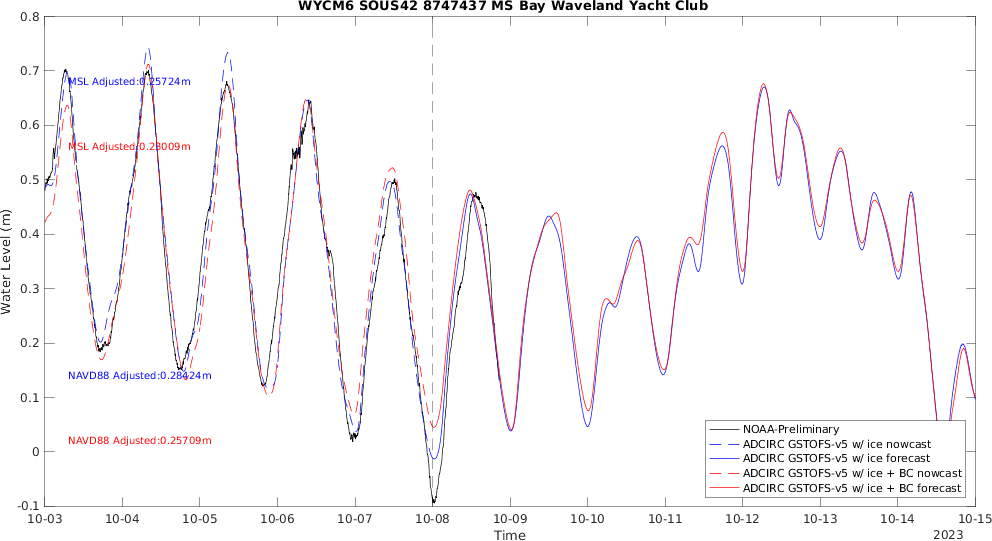 WYCM6 SOUS42 8747437 MS Bay Waveland Yacht Club
0.8
0.7
0.6
0.5
0.4
0.3
0.2
0.1
0
-0.1
Water Level (m)
MSL Adjusted:0.25724m
MSL Adjusted:0.23009m
NAVD88 Adjusted:0.28424m
NAVD88 Adjusted:0.25709m
NOAA-Preliminary
ADCIRC GSTOFS-v5 w/ ice nowcast
ADCIRC GSTOFS-v5 w/ ice forecast
ADCIRC GSTOFS-v5 w/ ice + BC nowcast
ADCIRC GSTOFS-v5 w/ ice + BC forecast
10-03 10-04 10-05 10-06 10-07 10-08 10-09 10-10 10-11 10-12 10-13 10-14 10-15
Time
2023